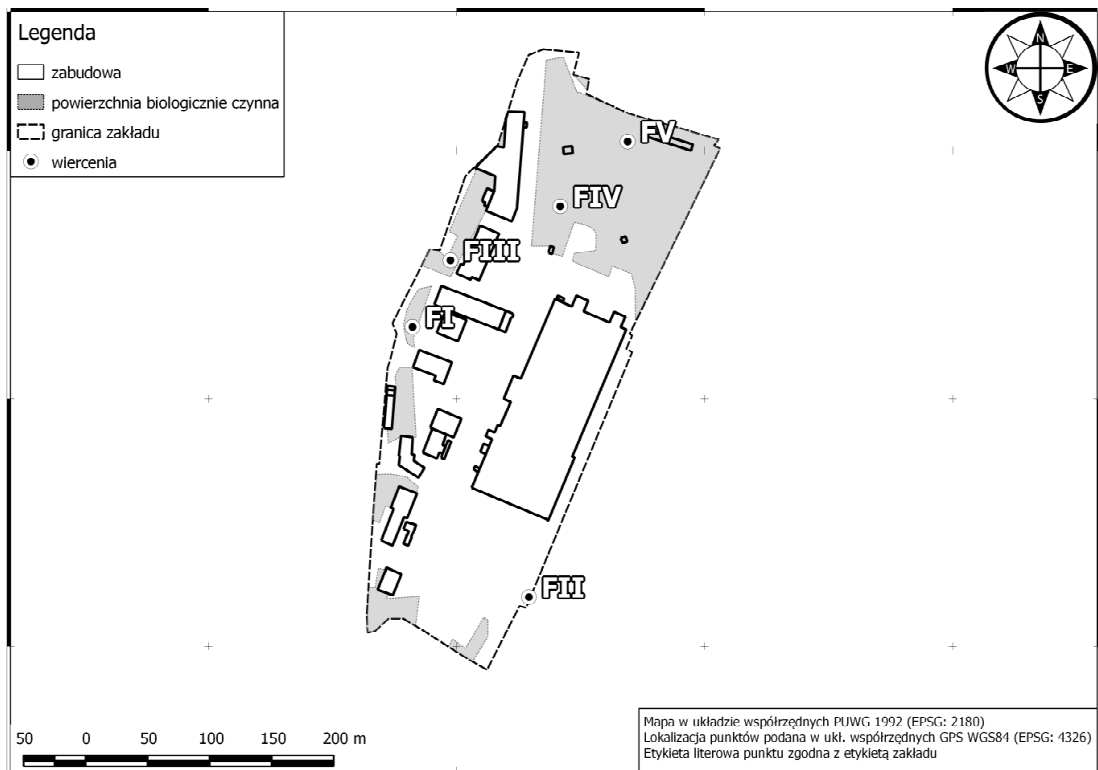 Legenda
zabudowa
powierzchnia biologicznie czynna
granica zakładu
wiercenia
N
W E
S
FV
FIV
FIII
FI
FII
50 0 50 100 150 200 m
Mapa w układzie współrzędnych PUWG 1992 (EPSG: 2180)
Lokalizacja punktów podana w ukł. współrzędnych GPS WGS84 (EPSG: 4326)
Etykieta literowa punktu zgodna z etykietą zakładu